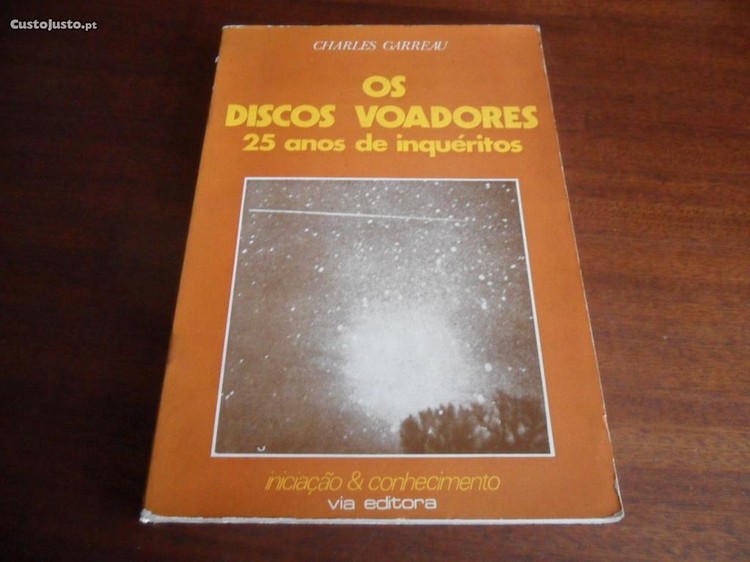 CustoJusto.pt
CHARLES GARREAU
OS
DISCOS VOADORES
25 anos de inquéritos
iniciação & conhecimento
via editora